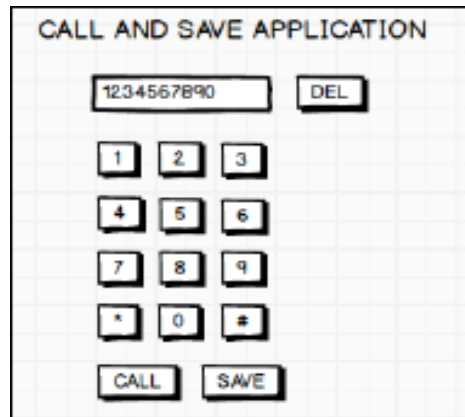 CALL AND SAVE APPLICATION
1234567890 DEL
1 2 3
4 5 6
7 8 9
* 0 #
CALL SAVE